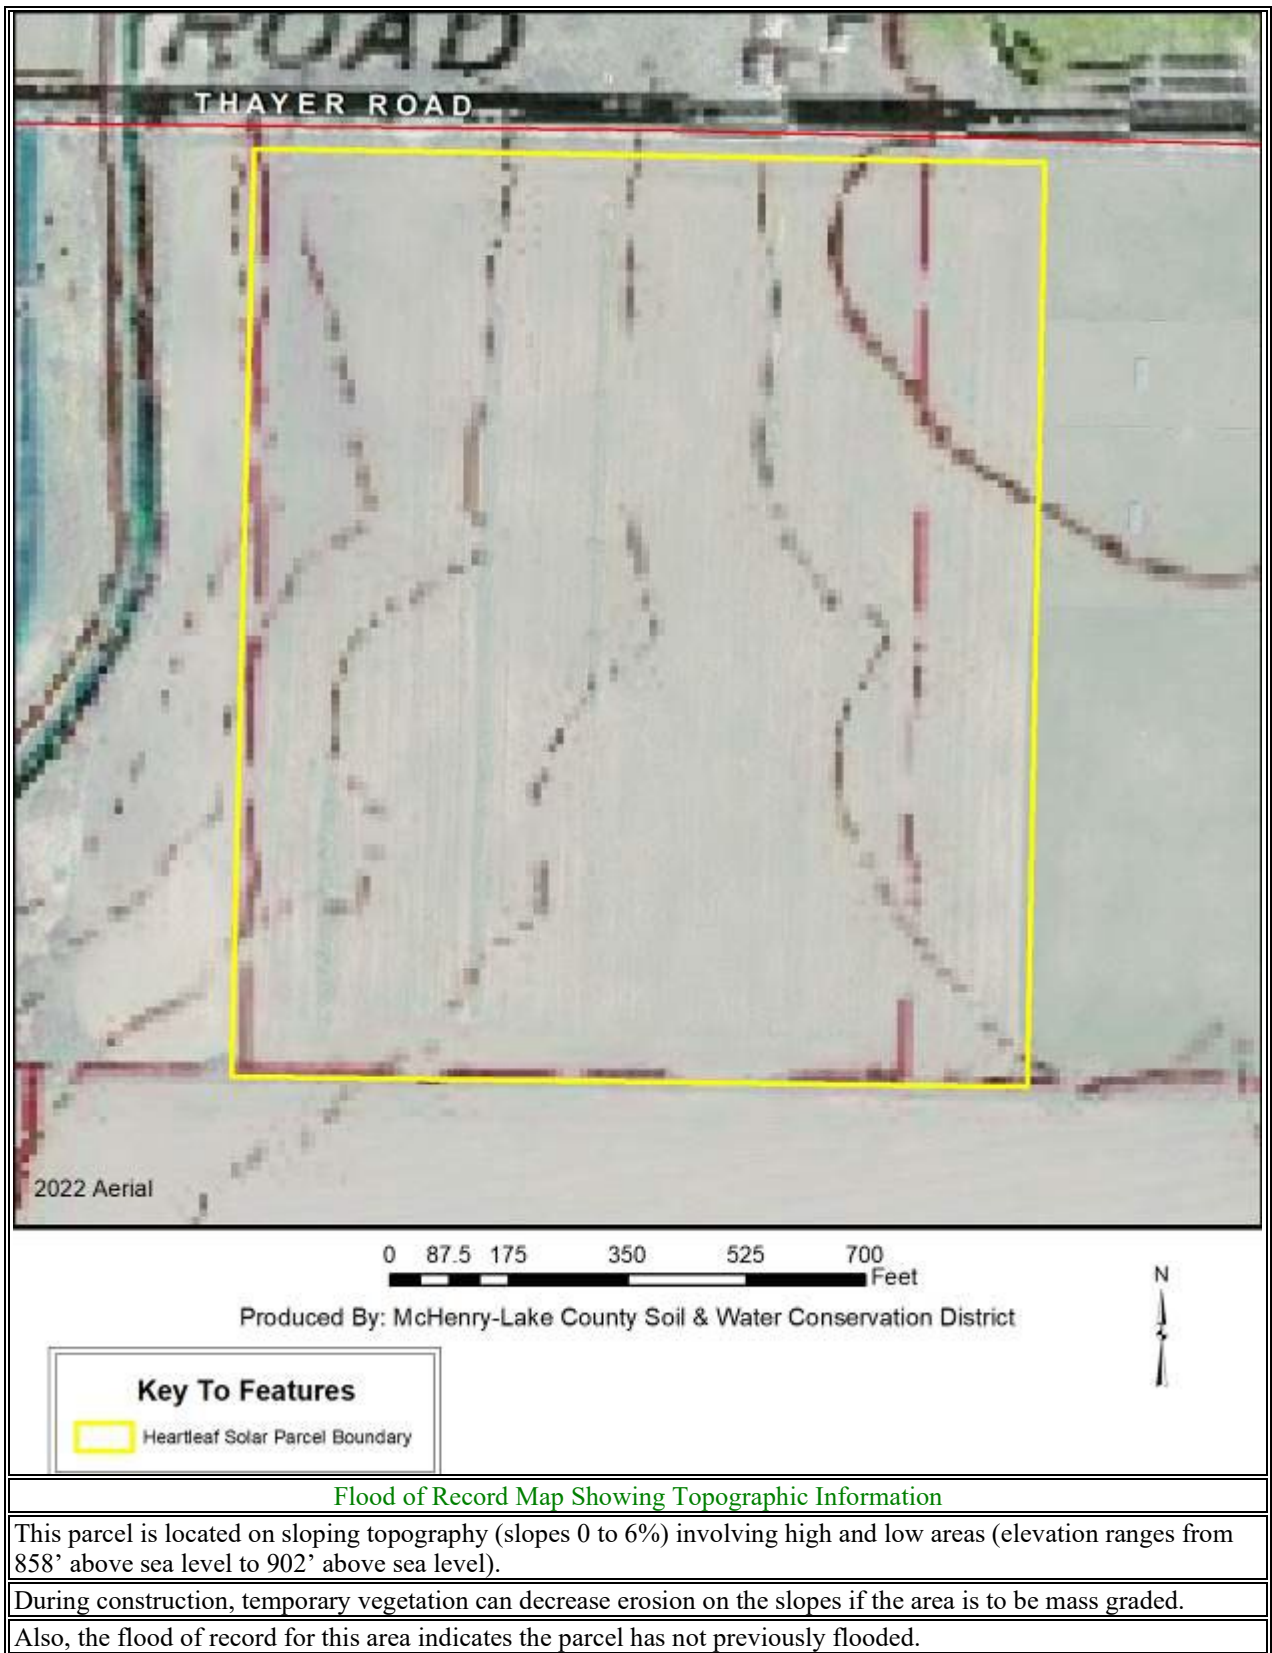 ROAD
THAYER ROAD
2022 Aerial
0 87.5 175 350 525 700
Feet
N
Produced By: McHenry-Lake County Soil & Water Conservation District
Key To Features
Heartleaf Solar Parcel Boundary
Flood of Record Map Showing Topographic Information
This parcel is located on sloping topography (slopes 0 to 6%) involving high and low areas (elevation ranges from
858’ above sea level to 902’ above sea level).
During construction, temporary vegetation can decrease erosion on the slopes if the area is to be mass graded.
Also, the flood of record for this area indicates the parcel has not previously flooded.